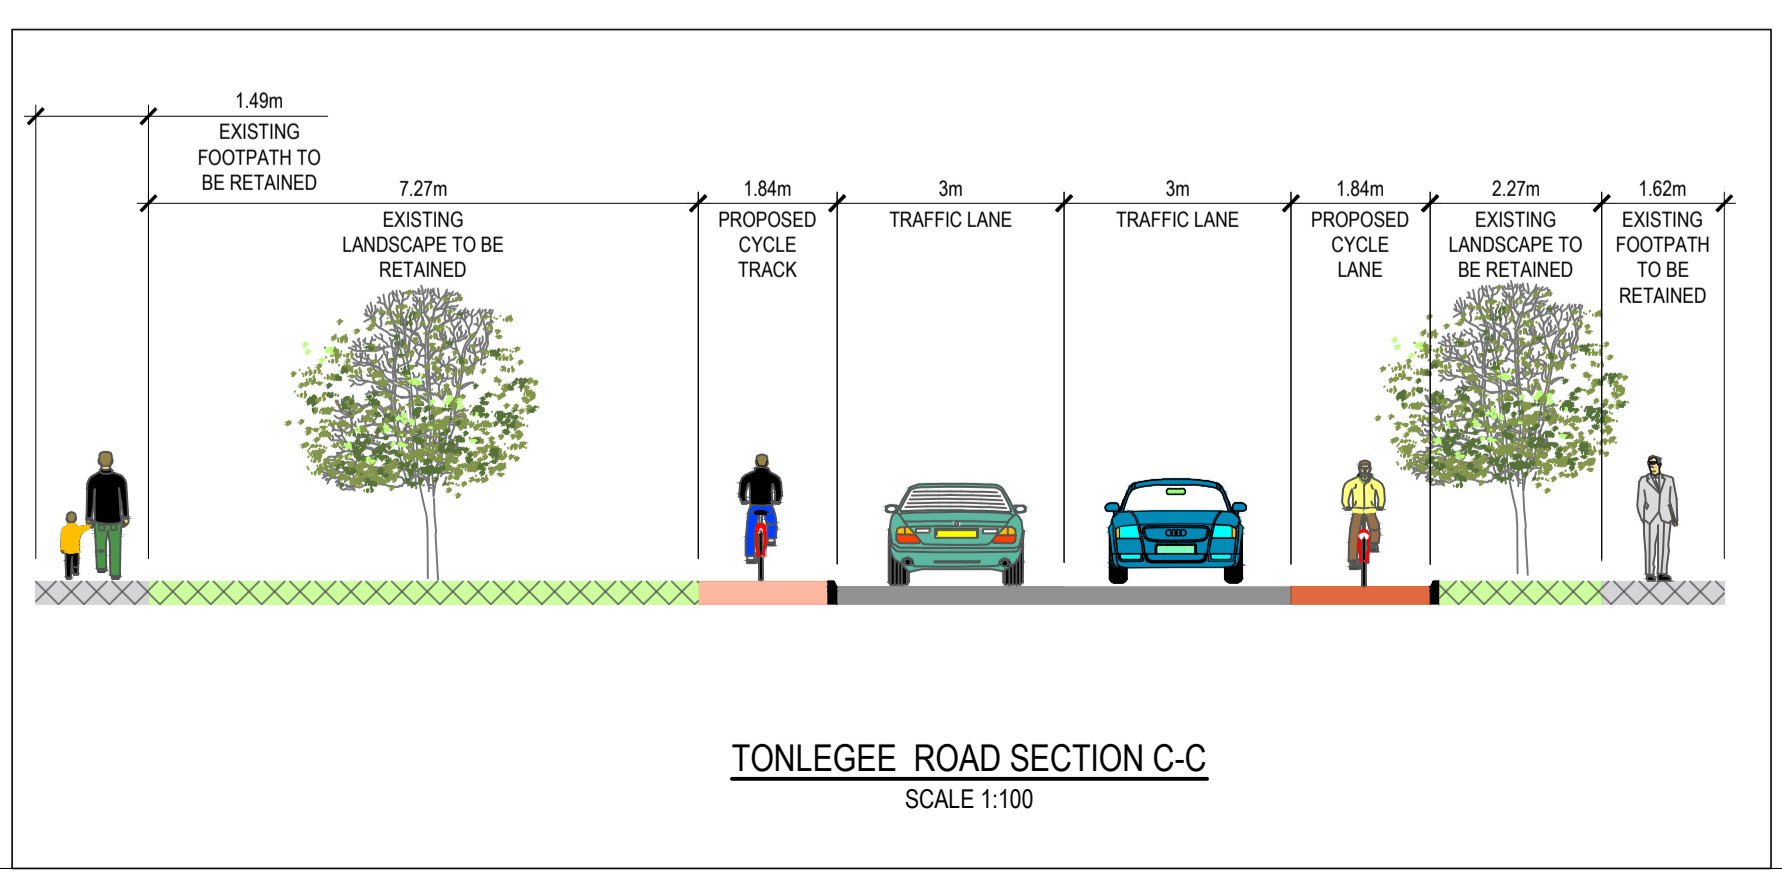 1.49m
EXISTING
FOOTPATH TO
BE RETAINED
7.27m
EXISTING
LANDSCAPE TO BE
RETAINED
1.84m
PROPOSED
CYCLE
TRACK
3m
TRAFFIC LANE
3m
TRAFFIC LANE
1.84m
PROPOSED
CYCLE
LANE
2.27m
EXISTING
LANDSCAPE TO
BE RETAINED
1.62m
EXISTING
FOOTPATH
TO BE
RETAINED
TONLEGEE ROAD SECTION C-C
SCALE 1:100